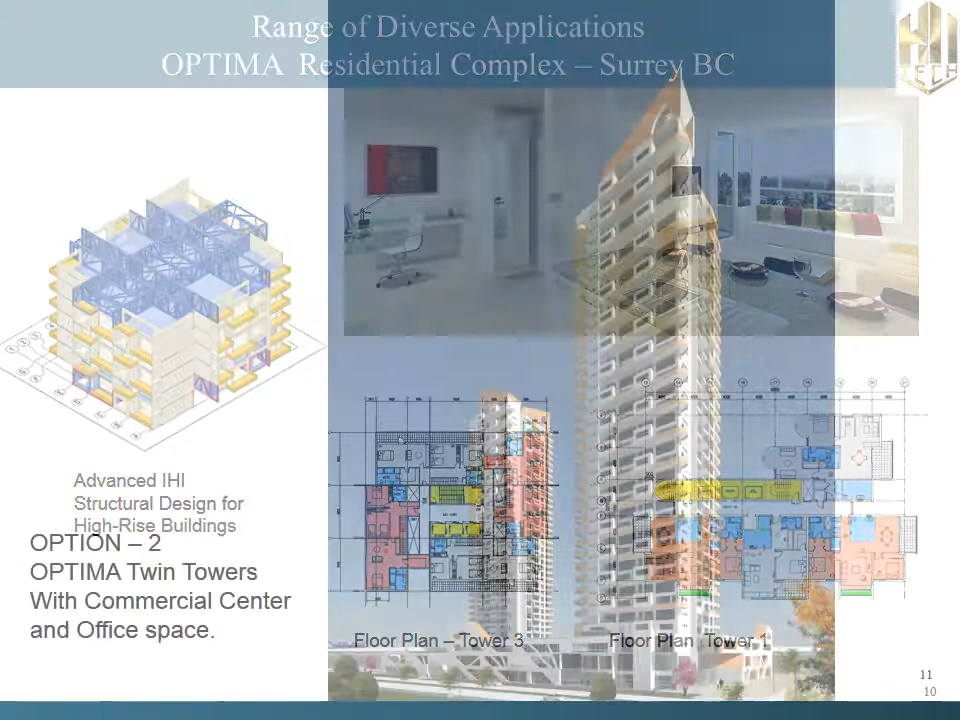 Range of Diverse Applications
OPTIMA Residential Complex – Surrey BC
HI
TECH
Advanced IHI
Structural Design for
High-Rise Buildings
OPTION – 2
OPTIMA Twin Towers
With Commercial Center
and Office space.
Floor Plan – Tower 3
Floor Plan Tower 1
11
10